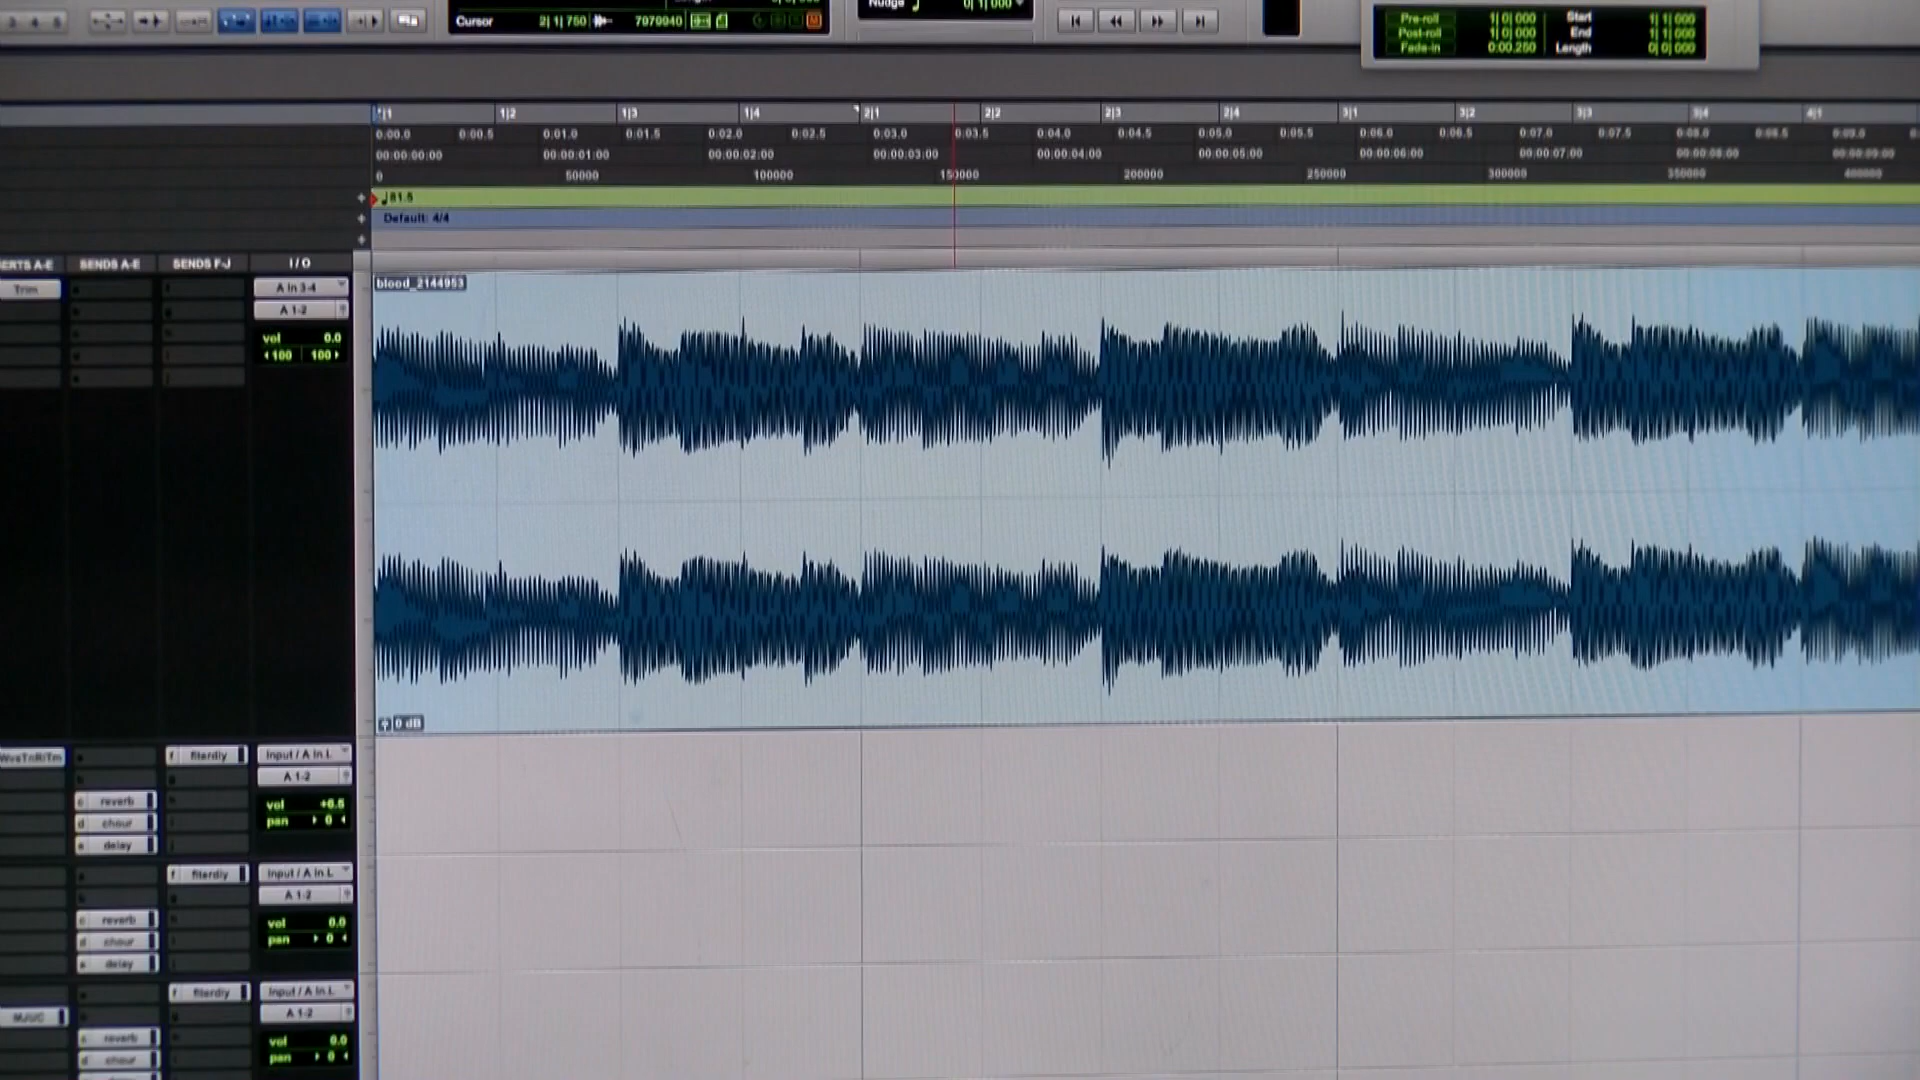 3 4 5
Cursor 2| 1| 750 7979940
Nudge 0| 1| 000
Pre-roll 1| 0| 000 Start 1| 1| 000
Post-roll 1| 0| 000 End 1| 1| 000
Fade-in 0:00.250 Length 0| 0| 000
1|1 1|2 1|3 1|4 2|1 2|2 2|3 2|4 3|1 3|2 3|3 3|4 4|1
0:00.0 0:00.5 0:01.0 0:01.5 0:02.0 0:02.5 0:03.0 0:03.5 0:04.0 0:04.5 0:05.0 0:05.5 0:06.0 0:06.5 0:07.0 0:07.5 0:08.0 0:08.5 0:09.0
00:00:00:00 00:00:01:00 00:00:02:00 00:00:03:00 00:00:04:00 00:00:05:00 00:00:06:00 00:00:07:00 00:00:08:00 00:00:09:00
0 50000 100000 150000 200000 250000 300000 350000 400000
81.5
Default: 4/4
ERTS A-E SENDS A-E SENDS F-J I / O
Trim A In 3-4
A 1-2
vol 0.0
100 100
blood_2144953
0 dB
WvsTnRlTm f filterdly Input / A In L
A 1-2
c reverb vol +6.5
d chour pan 0
e delay
f filterdly Input / A In L
A 1-2
c reverb vol 0.0
d chour pan 0
e delay
f filterdly Input / A In L
MJUC A 1-2
c reverb vol 0.0
d chour pan 0